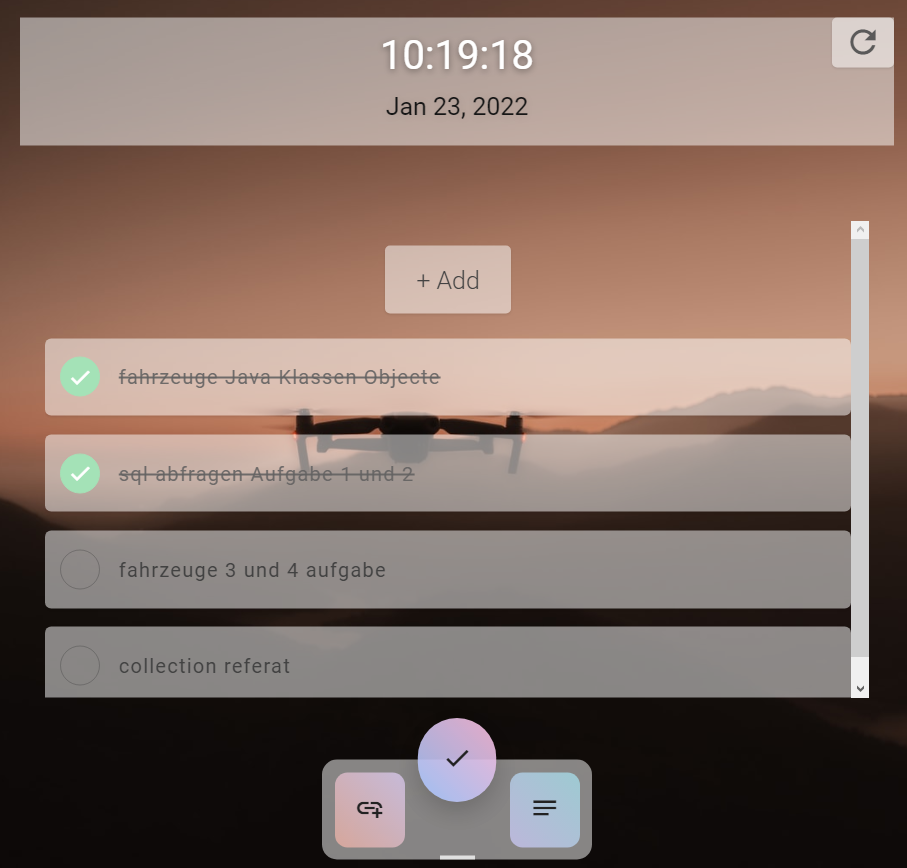 10:19:18
Jan 23, 2022
+ Add
fahrzeuge Java Klassen Objecte
sql abfragen Aufgabe 1 und 2
fahrzeuge 3 und 4 aufgabe
collection referat